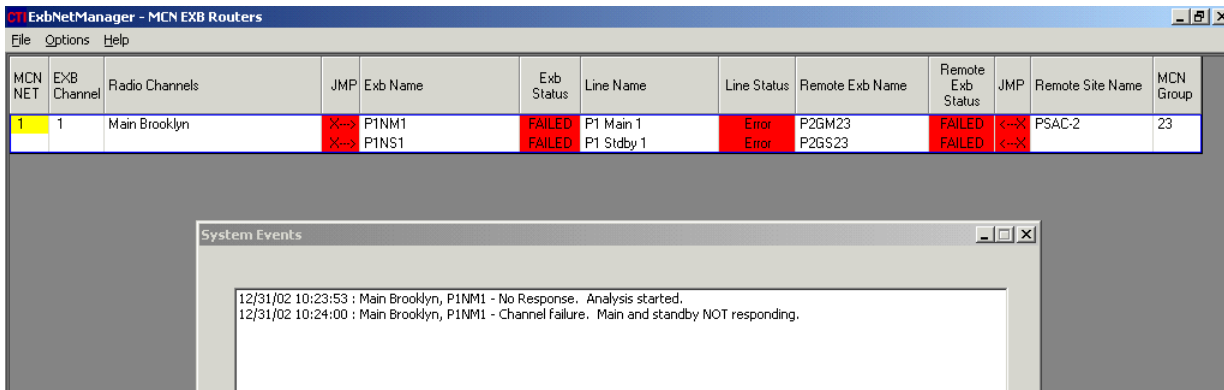 CTI ExbNetManager - MCN EXB Routers
File Options Help
MCN NET EXB Channel Radio Channels JMP Exb Name Exb Status Line Name Line Status Remote Exb Name Remote Exb Status JMP Remote Site Name MCN Group
1 1 Main Brooklyn X---> P1NM1 FAILED P1 Main 1 Error P2GM23 FAILED <---X PSAC-2 23
X---> P1NS1 FAILED P1 Stdby 1 Error P2GS23 FAILED <---X
System Events
12/31/02 10:23:53 : Main Brooklyn, P1NM1 - No Response. Analysis started.
12/31/02 10:24:00 : Main Brooklyn, P1NM1 - Channel failure. Main and standby NOT responding.